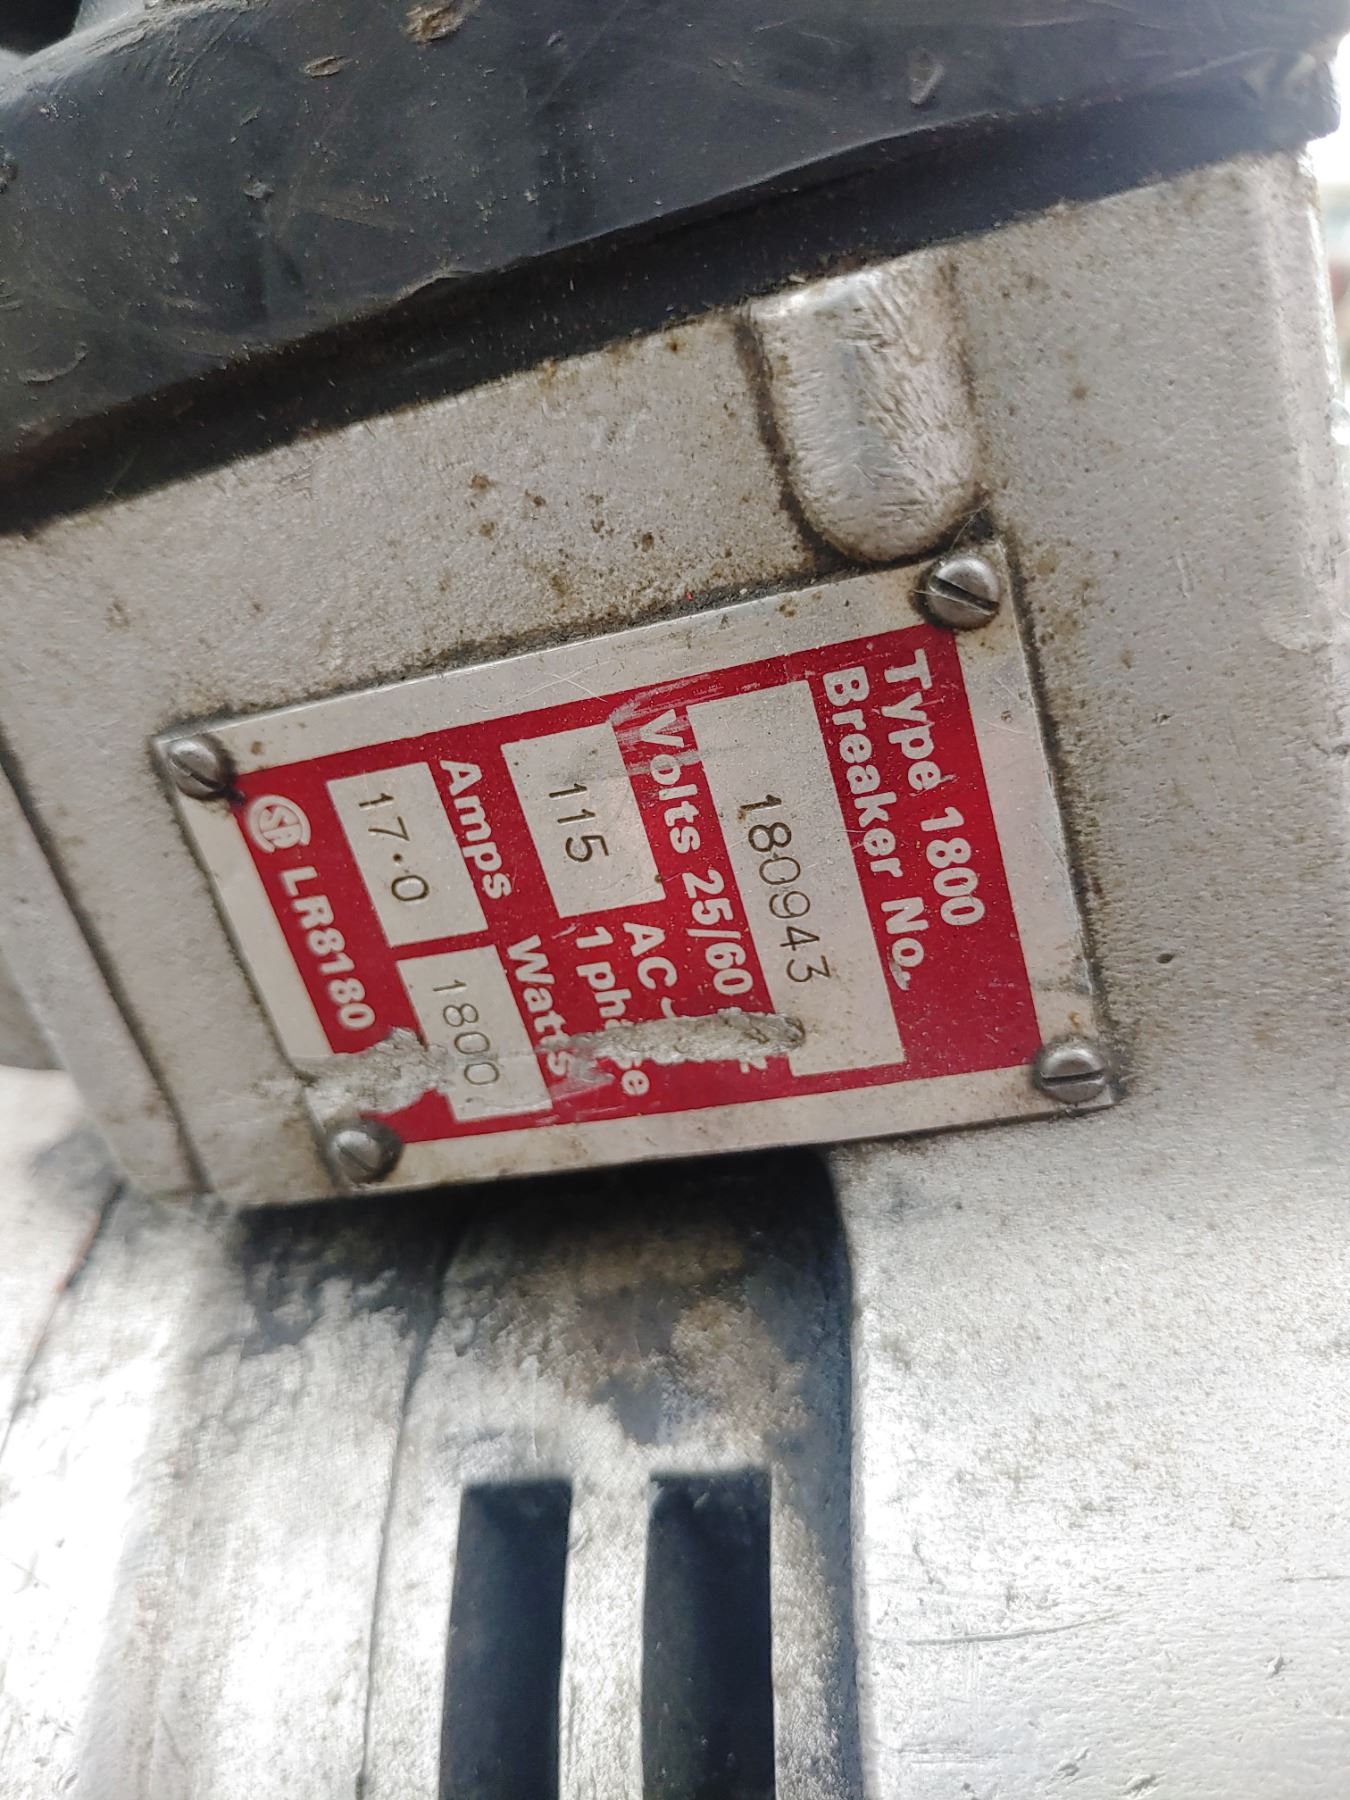 Type 1800
Breaker No.
180943
Volts 25/60
115 AC
1 phase
Amps Watts
17.0 1800
LR8180